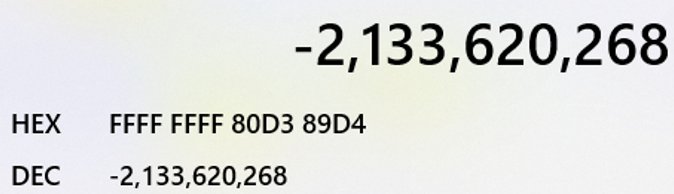 -2,133,620,268
HEX FFFF FFFF 80D3 89D4
DEC -2,133,620,268